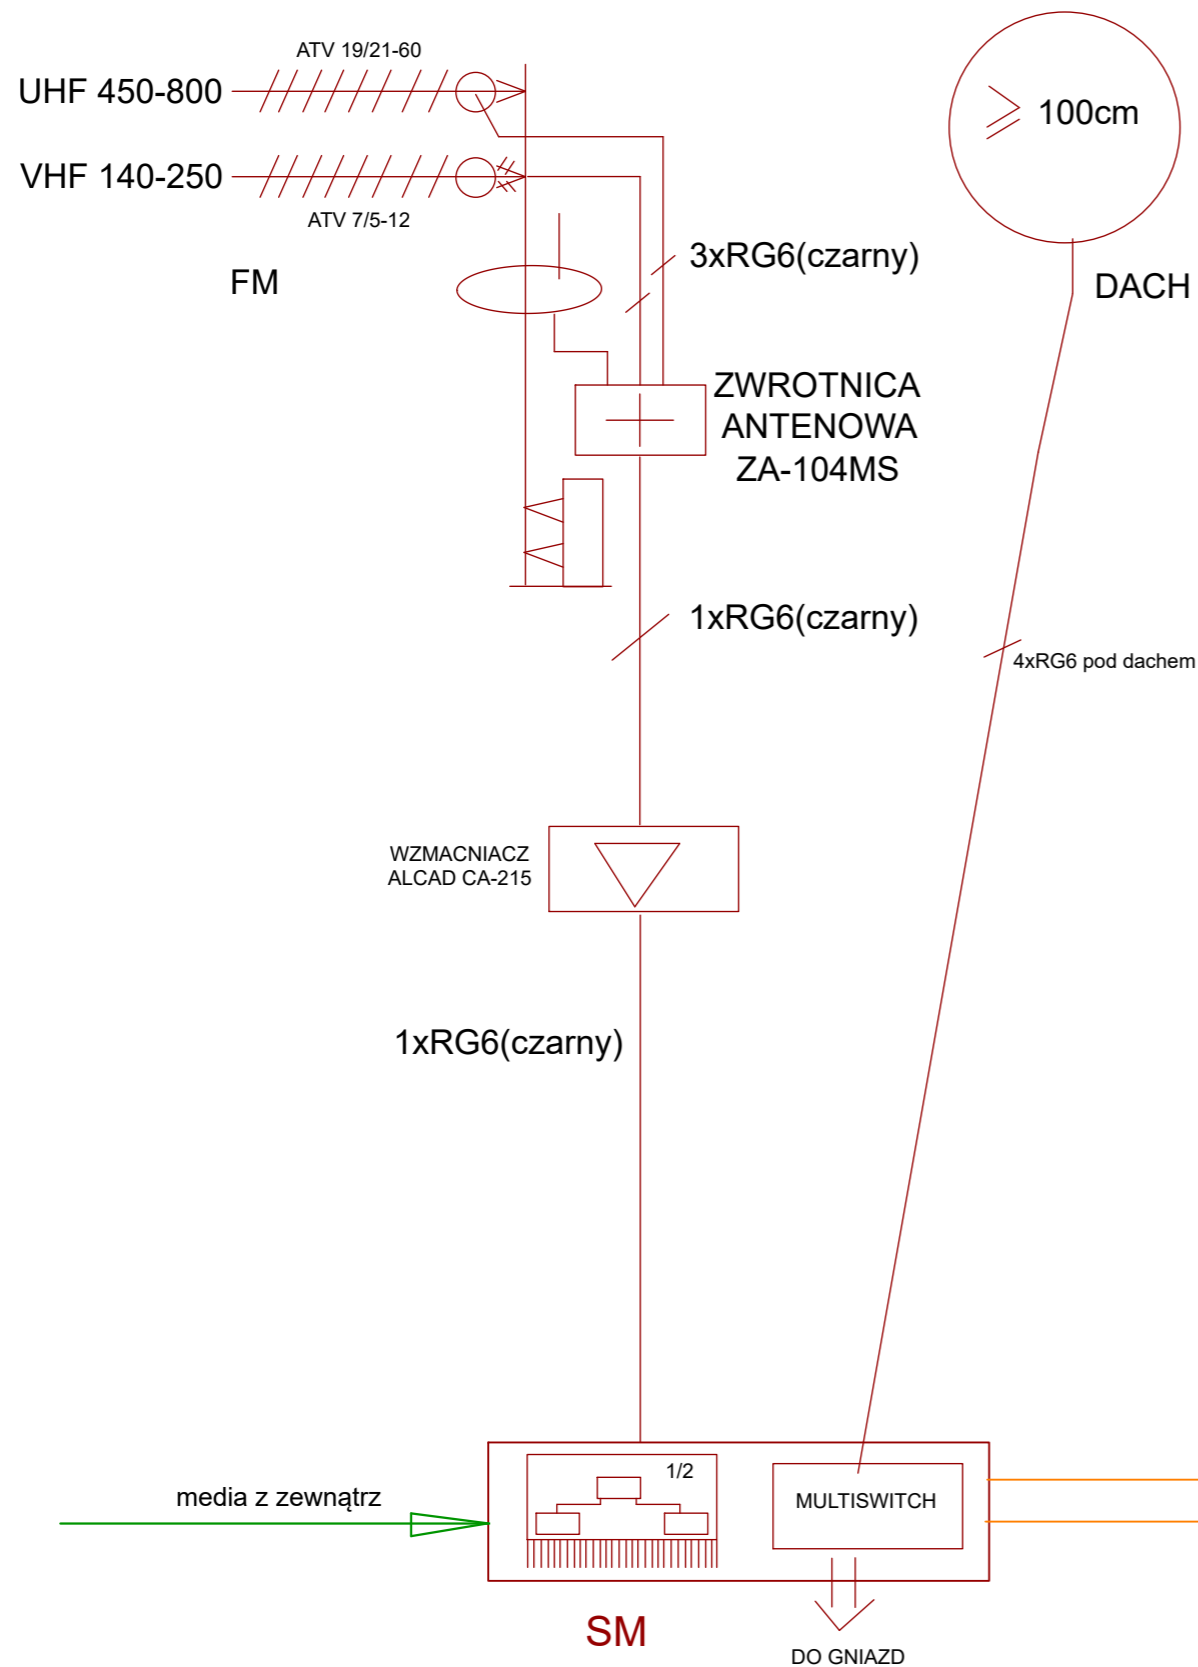 ATV 19/21-60
UHF 450-800
100cm
VHF 140-250
ATV 7/5-12
3xRG6(czarny)
FM
DACH
ZWROTNICA
ANTENOWA
ZA-104MS
1xRG6(czarny)
4xRG6 pod dachem
WZMACNIACZ
ALCAD CA-215
1xRG6(czarny)
1/2
media z zewnątrz
MULTISWITCH
SM
DO GNIAZD